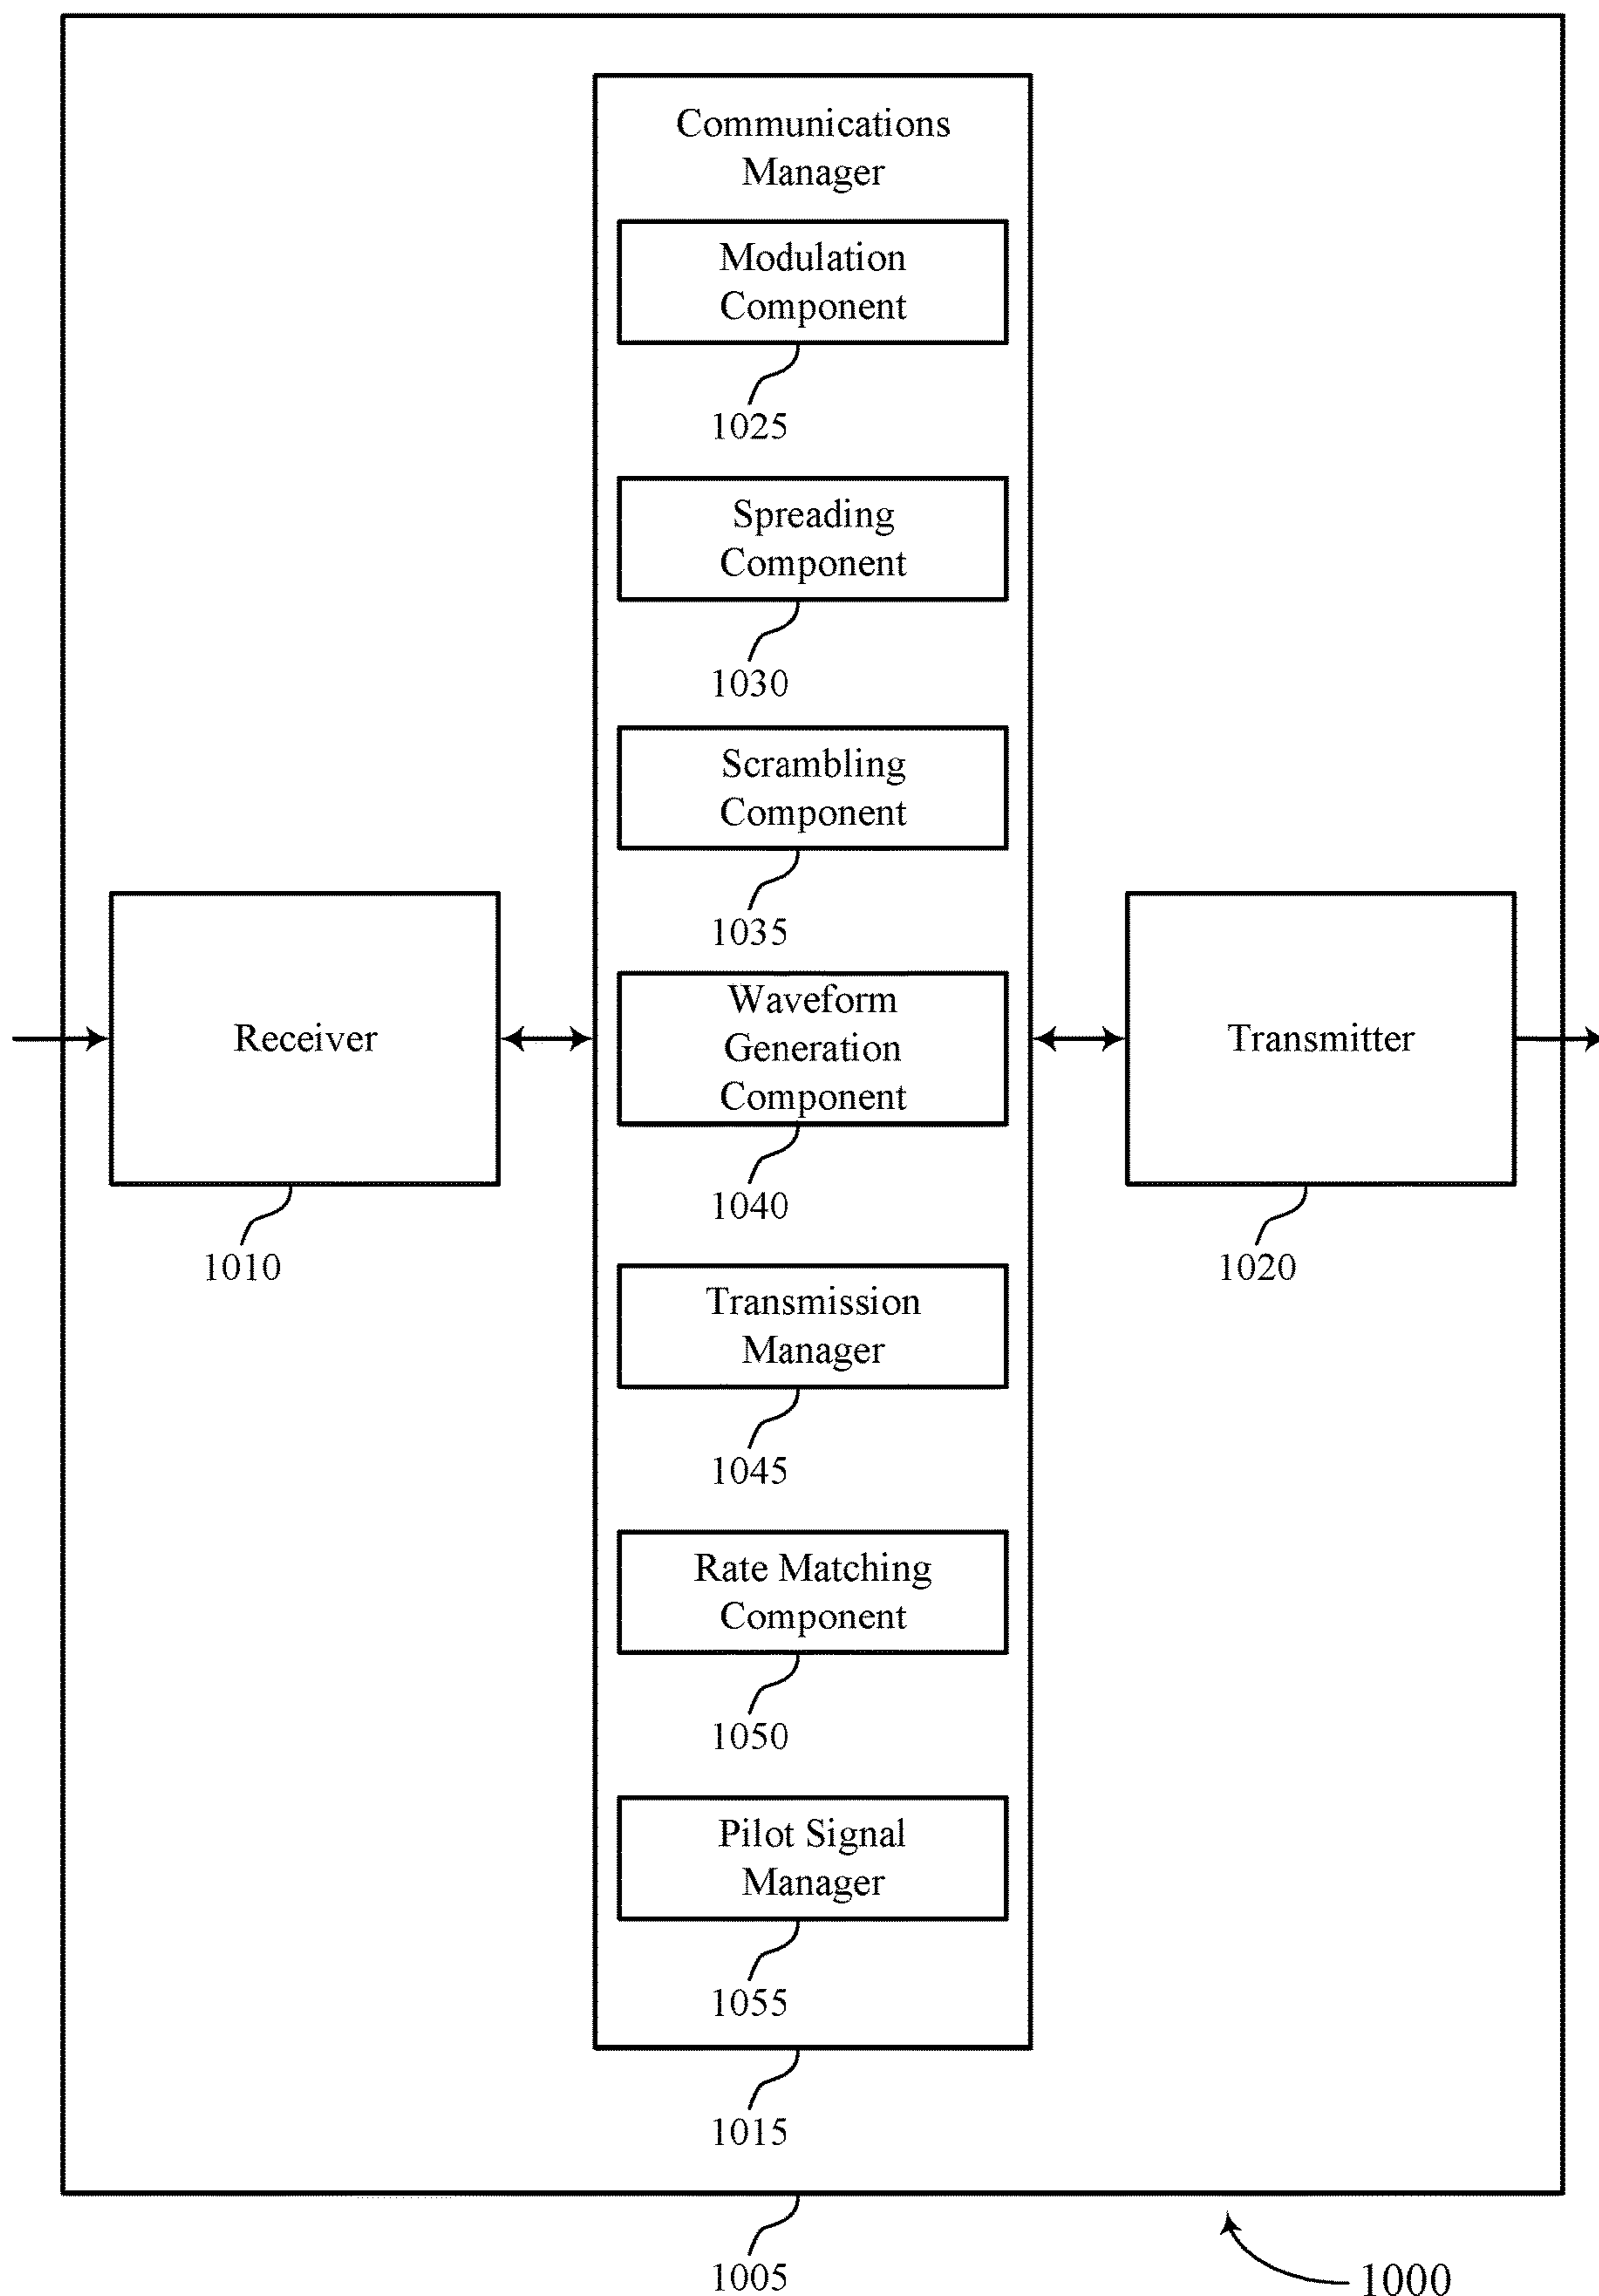 Communications
Manager
Modulation
Component
1025
Spreading
Component
1030
Scrambling
Component
1035
Receiver
1010
Waveform
Generation
Component
1040
Transmitter
1020
Transmission
Manager
1045
Rate Matching
Component
1050
Pilot Signal
Manager
1055
1015
1005
1000